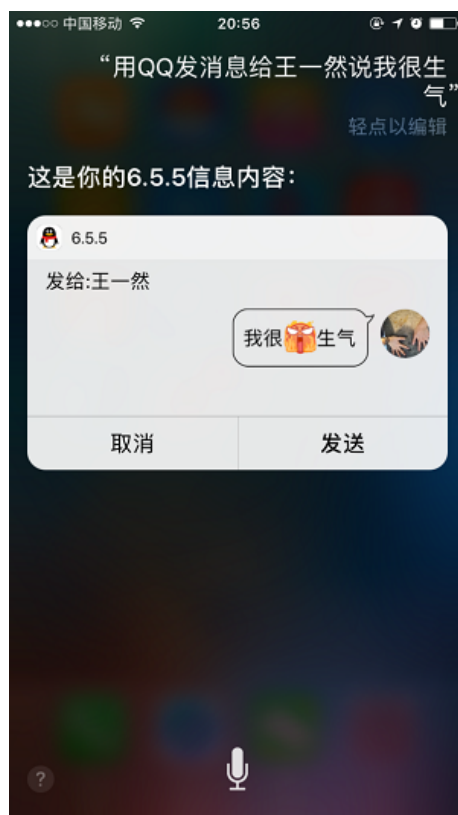 中国移动 20:56
“用QQ发消息给王一然说我很生
气”
轻点以编辑
这是你的6.5.5信息内容：
6.5.5
发给:王一然
我很生气
取消 发送
?